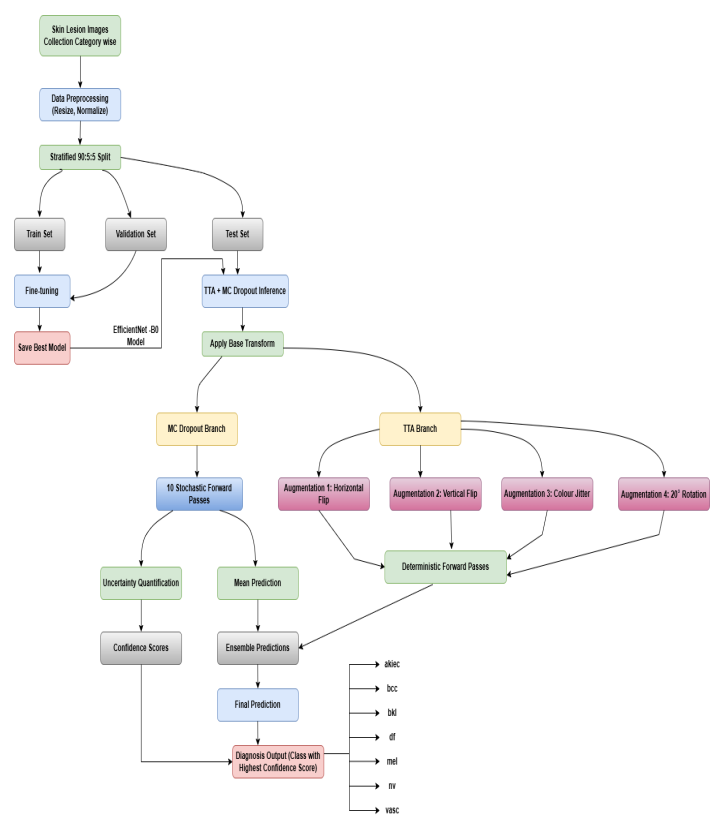 Skin Lesion Images
Collection Category wise
Data Preprocessing
(Resize, Normalize)
Stratified 90:5:5 Split
Train Set
Validation Set
Test Set
Fine-tuning
TTA + MC Dropout Inference
EfficientNet -B0
Model
Save Best Model
Apply Base Transform
MC Dropout Branch
TTA Branch
10 Stochastic Forward
Passes
Augmentation 1: Horizontal
Flip
Augmentation 2: Vertical Flip
Augmentation 3: Colour Jitter
Augmentation 4: 20° Rotation
Deterministic Forward Passes
Uncertainty Quantification
Mean Prediction
Confidence Scores
Ensemble Predictions
Final Prediction
Diagnosis Output (Class with
Highest Confidence Score)
akiec
bcc
bkl
df
mel
nv
vasc